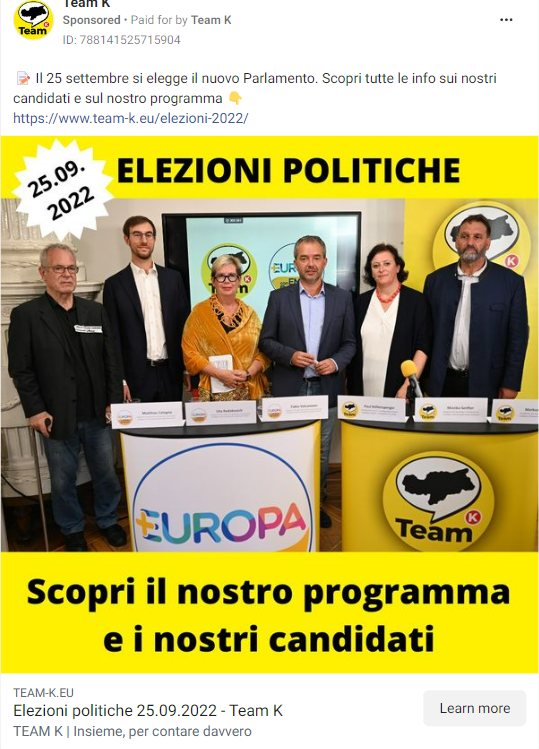 Team K
Team K
Sponsored • Paid for by Team K
ID: 788141525715904
📝 Il 25 settembre si elegge il nuovo Parlamento. Scopri tutte le info sui nostri
candidati e sul nostro programma 👇
https://www.team-k.eu/elezioni-2022/
25.09.
2022
ELEZIONI POLITICHE
Team K
EUROPA
K
+EUROPA
Team K
Scopri il nostro programma
e i nostri candidati
TEAM-K.EU
Elezioni politiche 25.09.2022 - Team K
TEAM K | Insieme, per contare davvero
Learn more